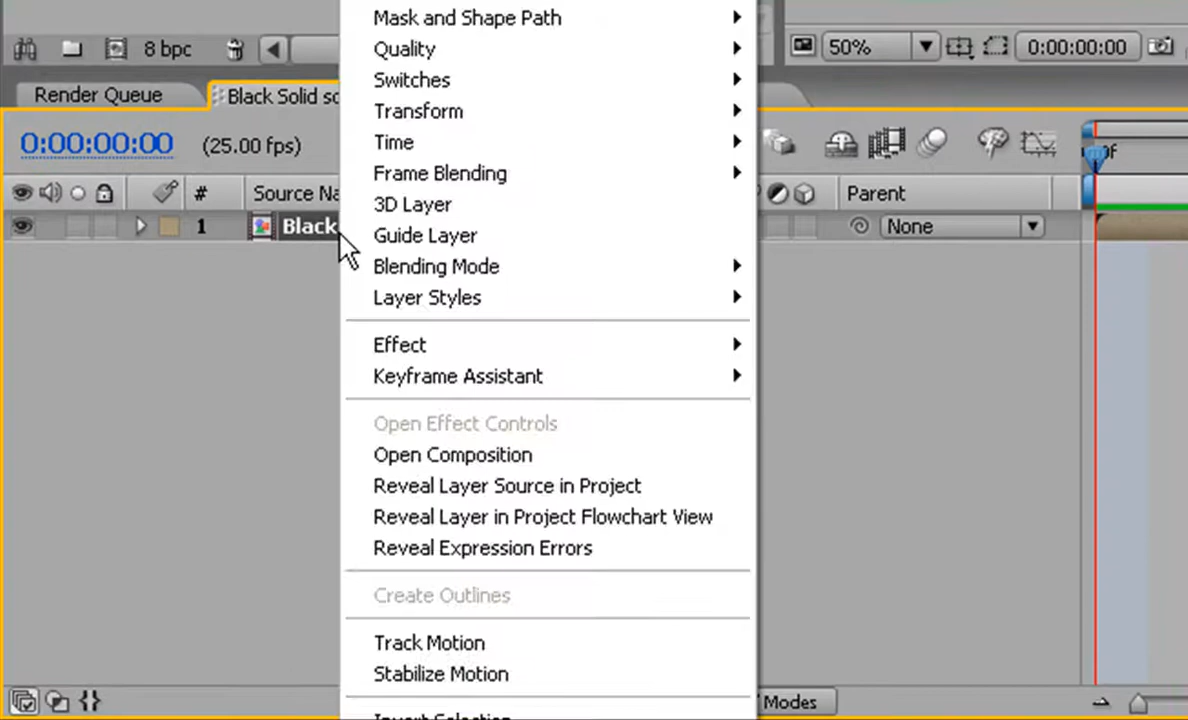 Mask and Shape Path
8 bpc
Quality
50%
0:00:00:00
Switches
Render Queue
Black Solid
Transform
0:00:00:00
(25.00 fps)
Time
Frame Blending
#
Source
Parent
3D Layer
1
Black
None
Guide Layer
Blending Mode
Layer Styles
Effect
Keyframe Assistant
Open Effect Controls
Open Composition
Reveal Layer Source in Project
Reveal Layer in Project Flowchart View
Reveal Expression Errors
Create Outlines
Track Motion
Stabilize Motion
Modes
Invert Selection